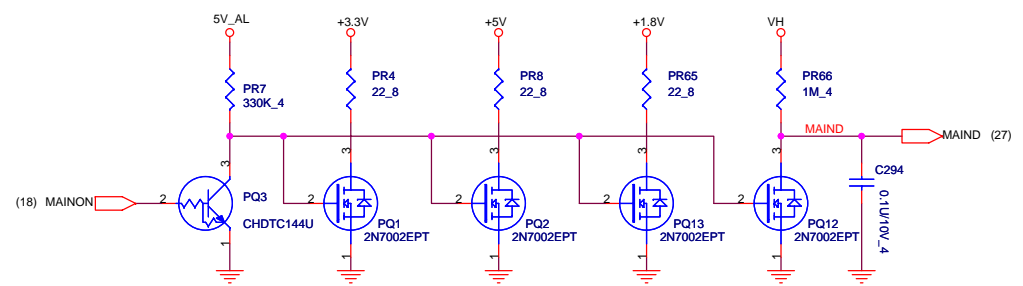 5V_AL
+3.3V
+5V
+1.8V
VH
PR7
330K_4
PR4
22_8
PR8
22_8
PR65
22_8
PR66
1M_4
MAIND
MAIND (27)
3
3
3
3
3
(18) MAINON
2
PQ3
CHDTC144U
1
2
PQ1
2N7002EPT
1
2
PQ2
2N7002EPT
1
2
PQ13
2N7002EPT
1
2
PQ12
2N7002EPT
1
C294
0.1U/10V_4